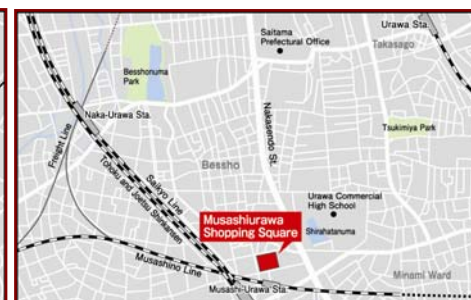 Urawa Sta.
Saitama
Prefectural Office
Takasago
Besshonuma
Park
Naka-Urawa Sta.
Nakasendo St.
Tsukimiya Park
Freight Line
Saikyo Line
Tohoku and Joetsu Shinkansen
Bessho
Urawa Commercial
High School
Musashiurawa
Shopping Square
Shirahatanuma
Musashino Line
Musashi-Urawa Sta.
Minami Ward